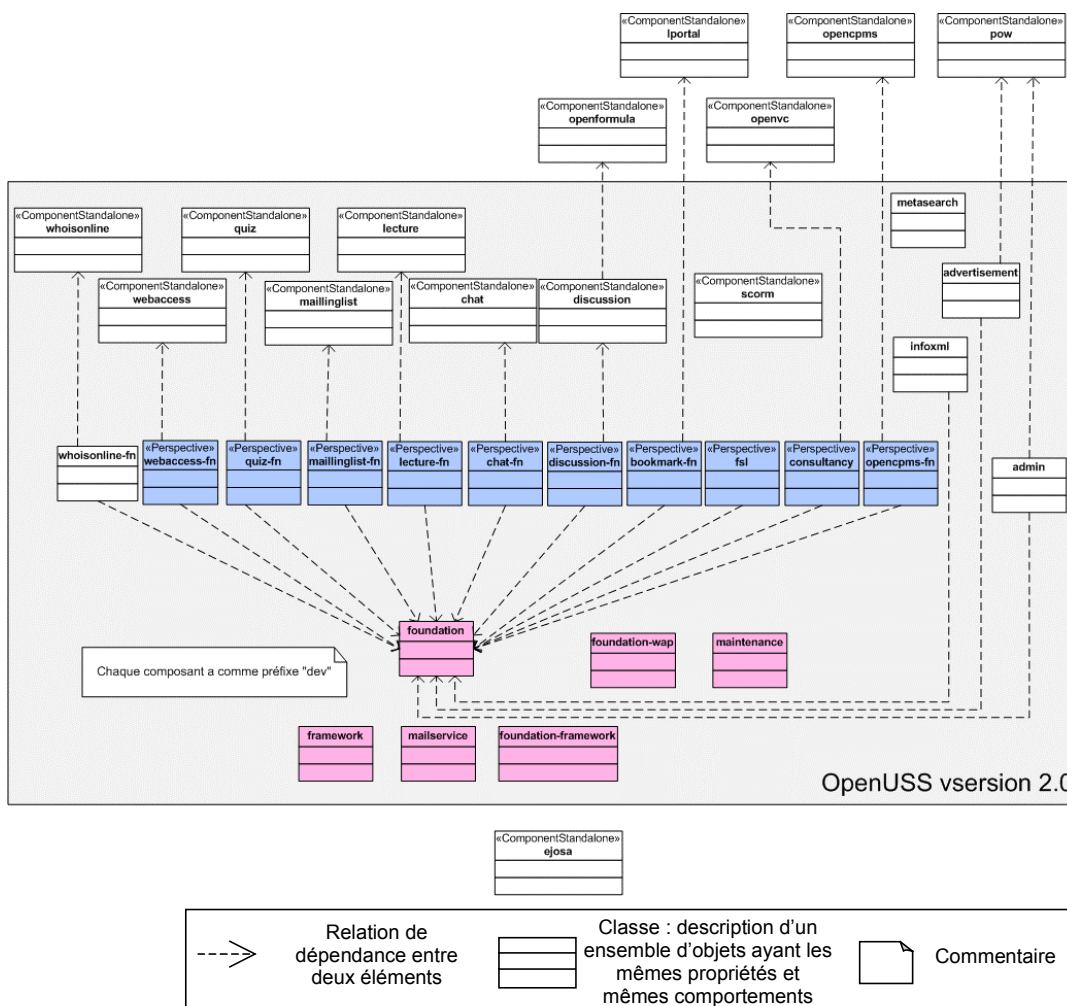 «ComponentStandalone»
lportal
«ComponentStandalone»
opencpms
«ComponentStandalone»
pow
«ComponentStandalone»
openformula
«ComponentStandalone»
openvc
«ComponentStandalone»
whoisonline
«ComponentStandalone»
quiz
«ComponentStandalone»
lecture
metasearch
«ComponentStandalone»
webaccess
«ComponentStandalone»
maillinglist
«ComponentStandalone»
chat
«ComponentStandalone»
discussion
«ComponentStandalone»
scorm
advertisement
infoxml
whoisonline-fn
«Perspective»
webaccess-fn
«Perspective»
quiz-fn
«Perspective»
maillinglist-fn
«Perspective»
lecture-fn
«Perspective»
chat-fn
«Perspective»
discussion-fn
«Perspective»
bookmark-fn
«Perspective»
fsl
«Perspective»
consultancy
«Perspective»
opencpms-fn
admin
foundation
foundation-wap
maintenance
Chaque composant a comme préfixe "dev"
framework
mailservice
foundation-framework
OpenUSS vsersion 2.0
«ComponentStandalone»
ejosa
Relation de
dépendance entre
deux éléments
Classe : description d’un
ensemble d’objets ayant les
mêmes propriétés et
mêmes comportements
Commentaire